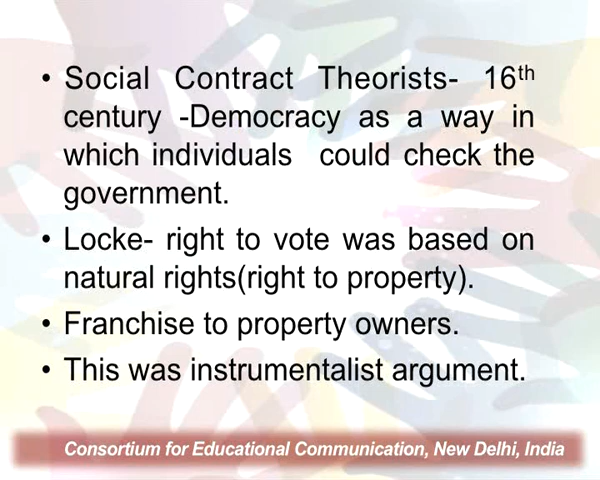 • Social Contract Theorists- 16th
century -Democracy as a way in
which individuals could check the
government.
• Locke- right to vote was based on
natural rights(right to property).
• Franchise to property owners.
• This was instrumentalist argument.
Consortium for Educational Communication, New Delhi, India